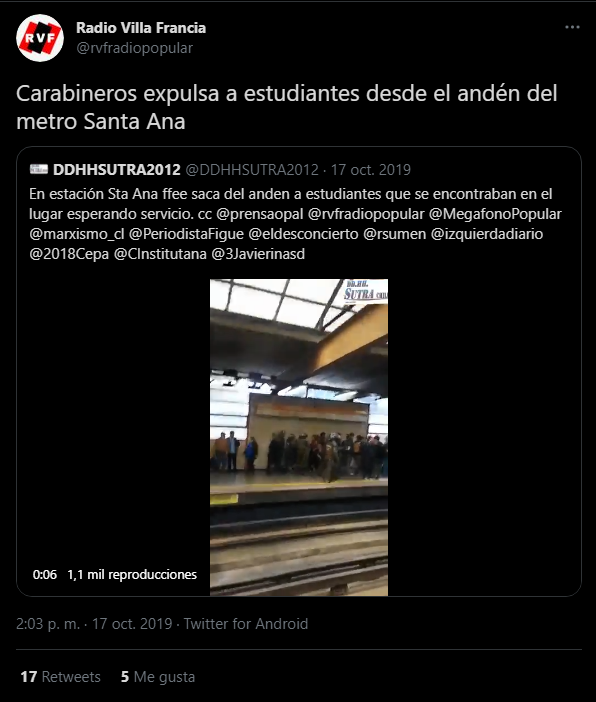 RVF
Radio Villa Francia
@rvfradiopopular
Carabineros expulsa a estudiantes desde el andén del
metro Santa Ana
DDHHSUTRA2012 @DDHHSUTRA2012 · 17 oct. 2019
En estación Sta Ana ffee saca del anden a estudiantes que se encontraban en el
lugar esperando servicio. cc @prensaopal @rvfradiopopular @MegafonoPopular
@marxismo_cl @PeriodistaFigue @eldesconcierto @rsumen @izquierdadiario
@2018Cepa @CInstitutana @3Javierinasd
DD.HH.
SUTRA
0:06 1,1 mil reproducciones
2:03 p. m. · 17 oct. 2019 · Twitter for Android
17 Retweets 5 Me gusta